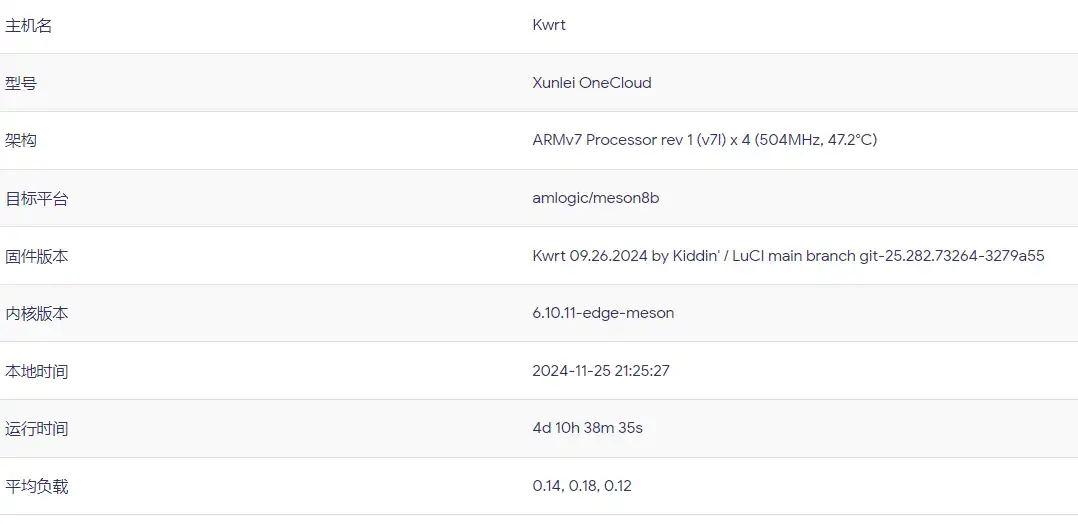 主机名 Kwrt
型号 Xunlei OneCloud
架构 ARMv7 Processor rev 1 (v7l) x 4 (504MHz, 47.2°C)
目标平台 amlogic/meson8b
固件版本 Kwrt 09.26.2024 by Kiddin' / LuCI main branch git-25.282.73264-3279a55
内核版本 6.10.11-edge-meson
本地时间 2024-11-25 21:25:27
运行时间 4d 10h 38m 35s
平均负载 0.14, 0.18, 0.12